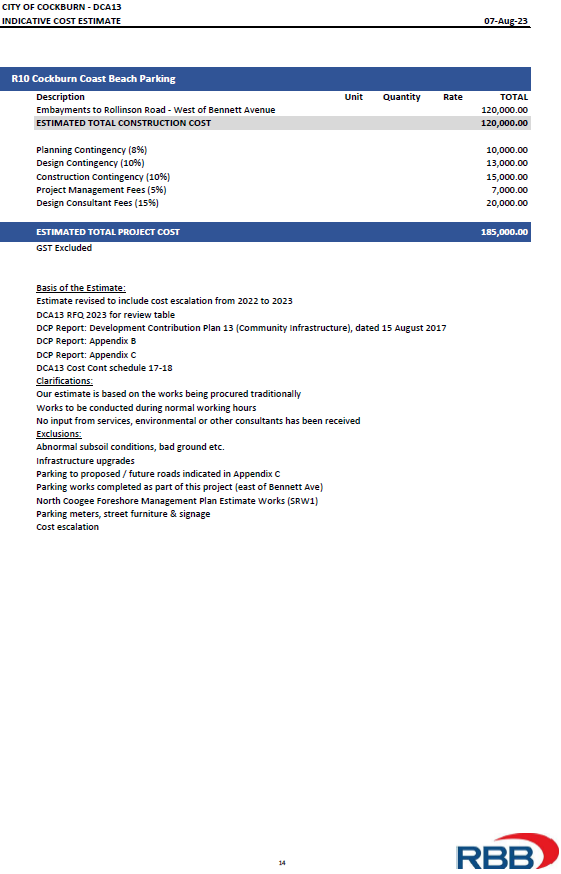 CITY OF COCKBURN - DCA13
INDICATIVE COST ESTIMATE 07-Aug-23
R10 Cockburn Coast Beach Parking
Description Unit Quantity Rate TOTAL
Embayments to Rollinson Road - West of Bennett Avenue 120,000.00
ESTIMATED TOTAL CONSTRUCTION COST 120,000.00
Planning Contingency (8%) 10,000.00
Design Contingency (10%) 13,000.00
Construction Contingency (10%) 15,000.00
Project Management Fees (5%) 7,000.00
Design Consultant Fees (15%) 20,000.00
ESTIMATED TOTAL PROJECT COST 185,000.00
GST Excluded
Basis of the Estimate:
Estimate revised to include cost escalation from 2022 to 2023
DCA13 RFQ 2023 for review table
DCP Report: Development Contribution Plan 13 (Community Infrastructure), dated 15 August 2017
DCP Report: Appendix B
DCP Report: Appendix C
DCA13 Cost Cont schedule 17-18
Clarifications:
Our estimate is based on the works being procured traditionally
Works to be conducted during normal working hours
No input from services, environmental or other consultants has been received
Exclusions:
Abnormal subsoil conditions, bad ground etc.
Infrastructure upgrades
Parking to proposed / future roads indicated in Appendix C
Parking works completed as part of this project (east of Bennett Ave)
North Coogee Foreshore Management Plan Estimate Works (SRW1)
Parking meters, street furniture & signage
Cost escalation
14
RBB